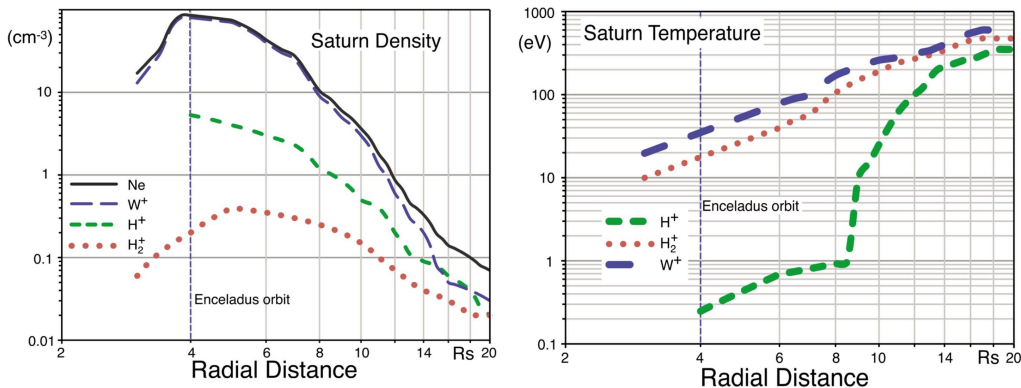 (cm-3)
Saturn Density
10
1
0.1
0.01
Ne
W+
H+
H2+
Enceladus orbit
2 4 6 8 10 14 Rs 20
Radial Distance
1000
(eV)
Saturn Temperature
100
10
1
0.1
Enceladus orbit
H+
H2+
W+
2 4 6 8 10 14 Rs 20
Radial Distance